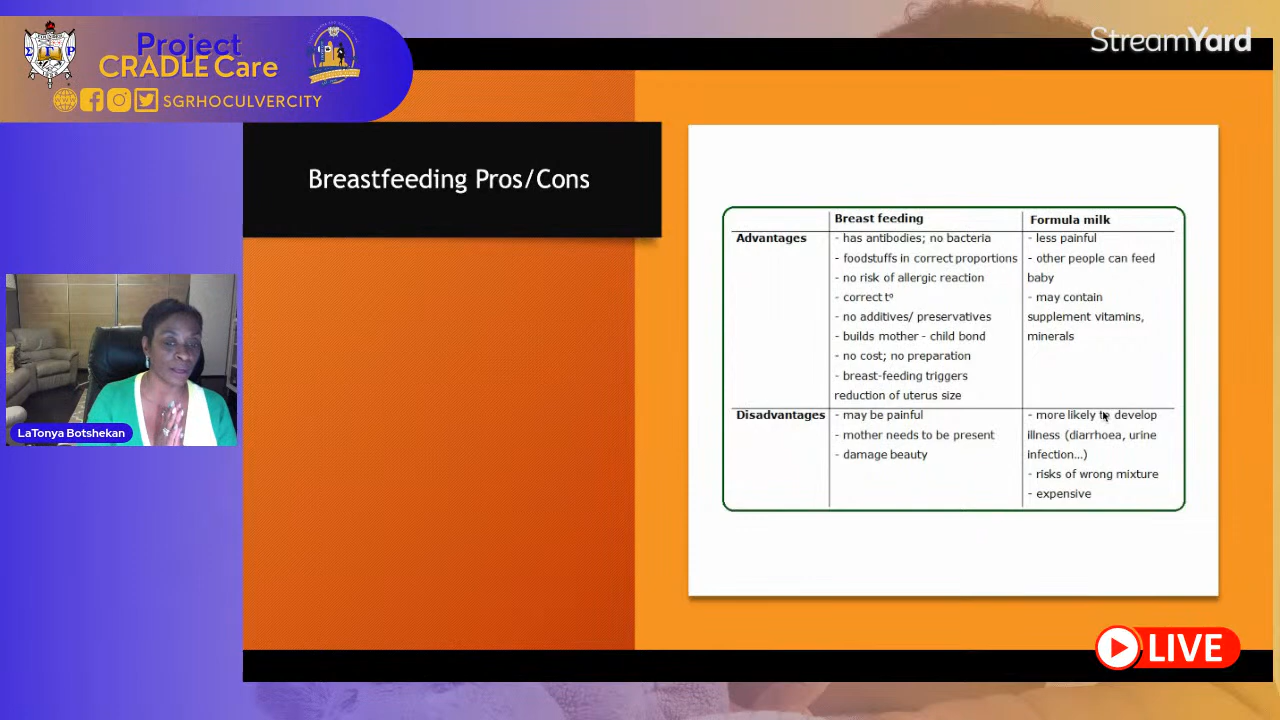 Project
CRADLE Care
SGRHOCULVERCITY
StreamYard
ΣΓΡ
Breastfeeding Pros/Cons
Breast feeding
Formula milk
Advantages
- has antibodies; no bacteria
- foodstuffs in correct proportions
- no risk of allergic reaction
- correct tº
- no additives/ preservatives
- builds mother - child bond
- no cost; no preparation
- breast-feeding triggers
reduction of uterus size
- less painful
- other people can feed
baby
- may contain
supplement vitamins,
minerals
Disadvantages
- may be painful
- mother needs to be present
- damage beauty
- more likely to develop
illness (diarrhoea, urine
infection...)
- risks of wrong mixture
- expensive
LaTonya Botshekan
LIVE